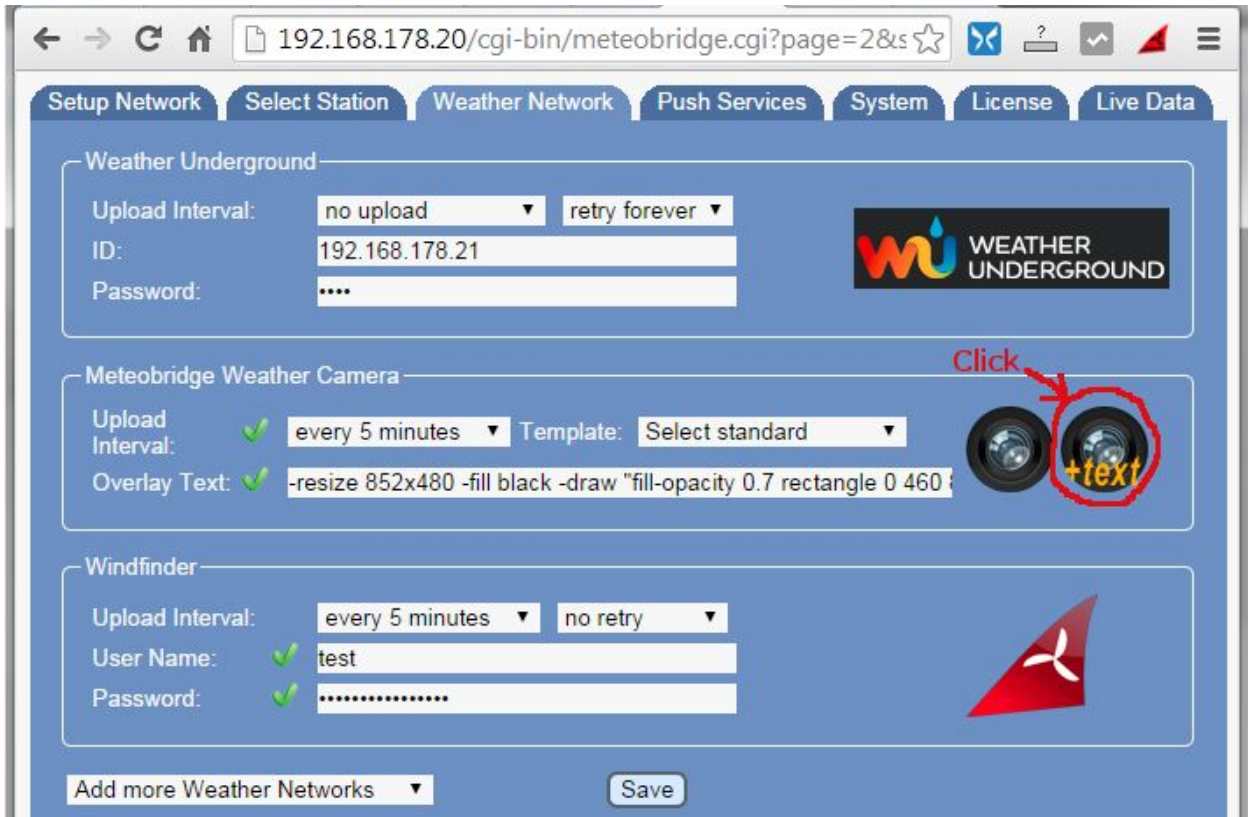 192.168.178.20/cgi-bin/meteobridge.cgi?page=2&s
?
Setup Network Select Station Weather Network Push Services System License Live Data
Weather Underground
Upload Interval: no upload retry forever
ID: 192.168.178.21
Password: ••••
WEATHER
UNDERGROUND
Click
Meteobridge Weather Camera
Upload
Interval: every 5 minutes Template: Select standard
Overlay Text: -resize 852x480 -fill black -draw "fill-opacity 0.7 rectangle 0 460
+text
Windfinder
Upload Interval: every 5 minutes no retry
User Name: test
Password: ••••••••••••••••
Add more Weather Networks Save